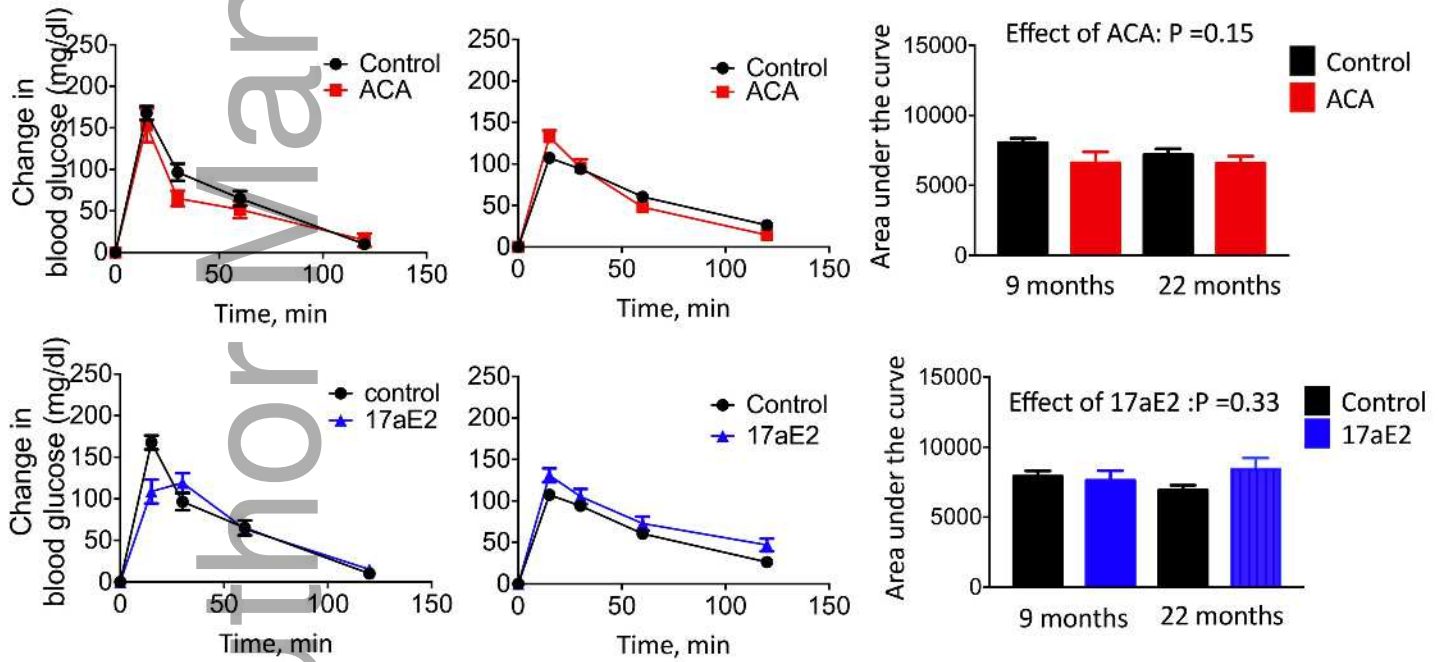 Change in
blood glucose (mg/dl)
250
200
150
100
50
0
0
50
100
150
Time, min
Control
ACA
250
200
150
100
50
0
0
50
100
150
Time, min
Control
ACA
Area under the curve
15000
10000
5000
0
Effect of ACA: P =0.15
9 months
22 months
Control
ACA
Change in
blood glucose (mg/dl)
250
200
150
100
50
0
0
50
100
150
Time, min
control
17aE2
250
200
150
100
50
0
0
50
100
150
Time, min
Control
17aE2
Area under the curve
15000
10000
5000
0
Effect of 17aE2 :P =0.33
9 months
22 months
Control
17aE2
uthor Man